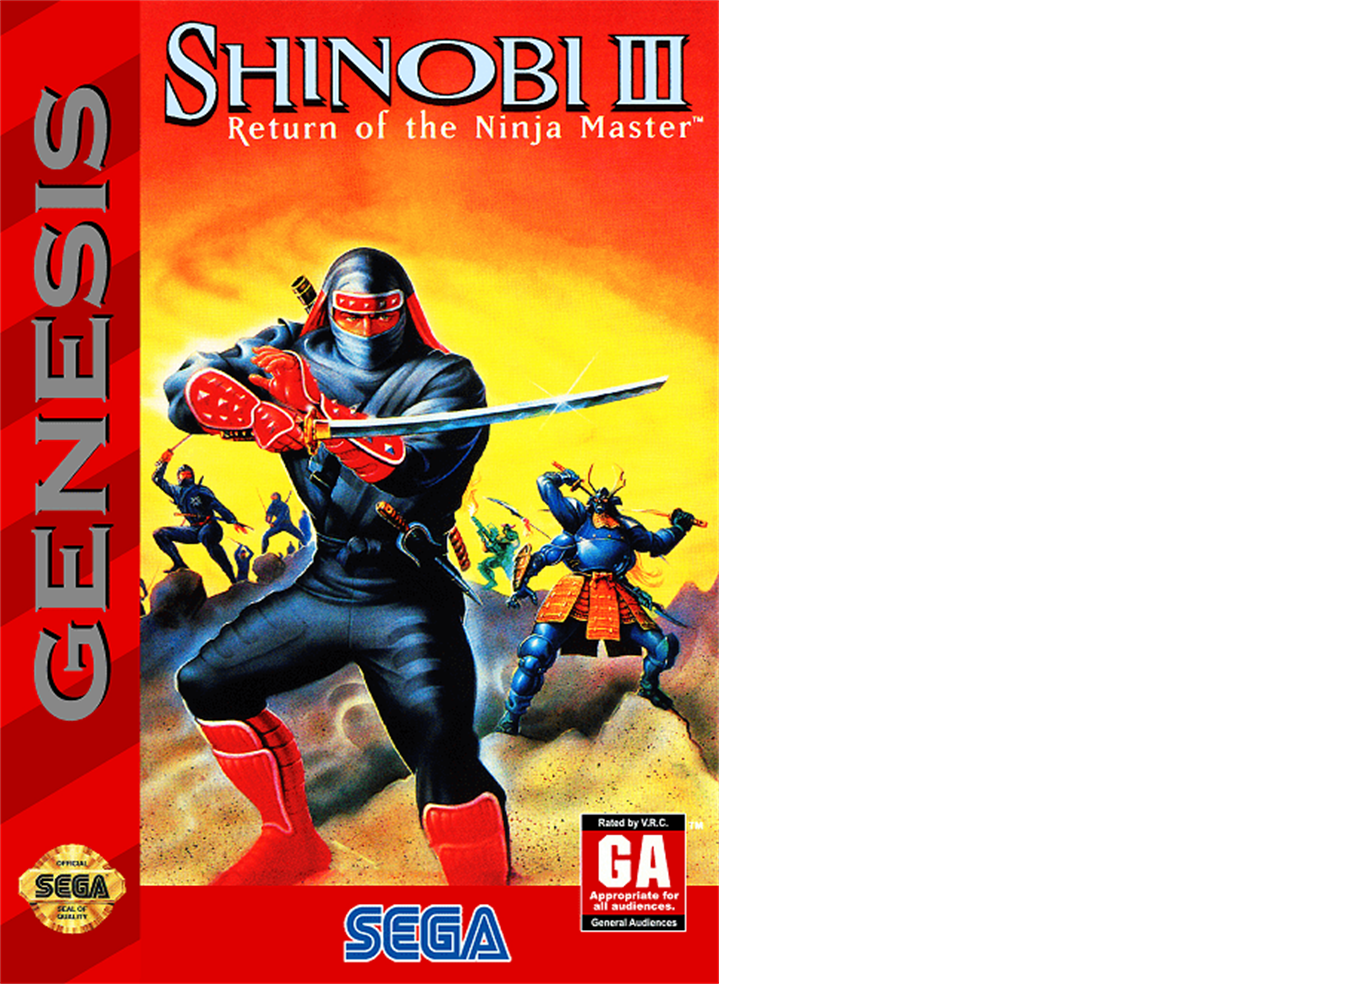 GENESIS
SHINOBI III
Return of the Ninja Master™
OFFICIAL
SEGA
SEAL OF
QUALITY
SEGA
Rated by V.R.C.
TM
GA
Appropriate for
all audiences.
General Audiences